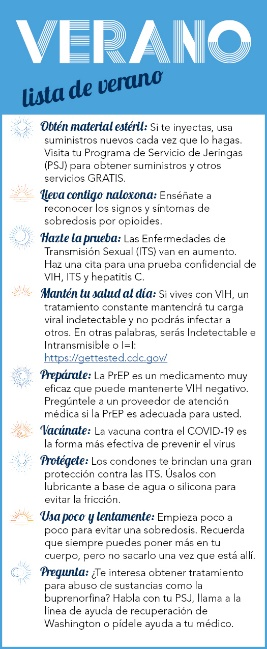 VERANO
lista de verano
Obtén material estéril: Si te inyectas, usa
suministros nuevos cada vez que lo hagas.
Visita tu Programa de Servicio de Jeringas
(PSJ) para obtener suministros y otros
servicios GRATIS.
Lleva contigo naloxona: Enséñate a
reconocer los signos y síntomas de
sobredosis por opioides.
Hazte la prueba: Las Enfermedades de
Transmisión Sexual (ITS) van en aumento.
Haz una cita para una prueba confidencial de
VIH, ITS y hepatitis C.
Mantén tu salud al día: Si vives con VIH, un
tratamiento constante mantendrá tu carga
viral indetectable y no podrás infectar a
otros. En otras palabras, serás Indetectable e
Intransmisible o I=I:
https://gettested.cdc.gov/
Prepárate: La PrEP es un medicamento muy
eficaz que puede mantenerte VIH negativo.
Pregúntele a un proveedor de atención
médica si la PrEP es adecuada para usted.
Vacúnate: La vacuna contra el COVID-19 es
la forma más efectiva de prevenir el virus
Protégete: Los condones te brindan una gran
protección contra las ITS. Úsalos con
lubricante a base de agua o silicona para
evitar la fricción.
Usa poco y lentamente: Empieza poco a
poco para evitar una sobredosis. Recuerda
que siempre puedes poner más en tu
cuerpo, pero no sacarlo una vez que está allí.
Pregunta: ¿Te interesa obtener tratamiento
para abuso de sustancias como la
buprenorfina? Habla con tu PSJ, llama a la
línea de ayuda de recuperación de
Washington o pídele ayuda a tu médico.